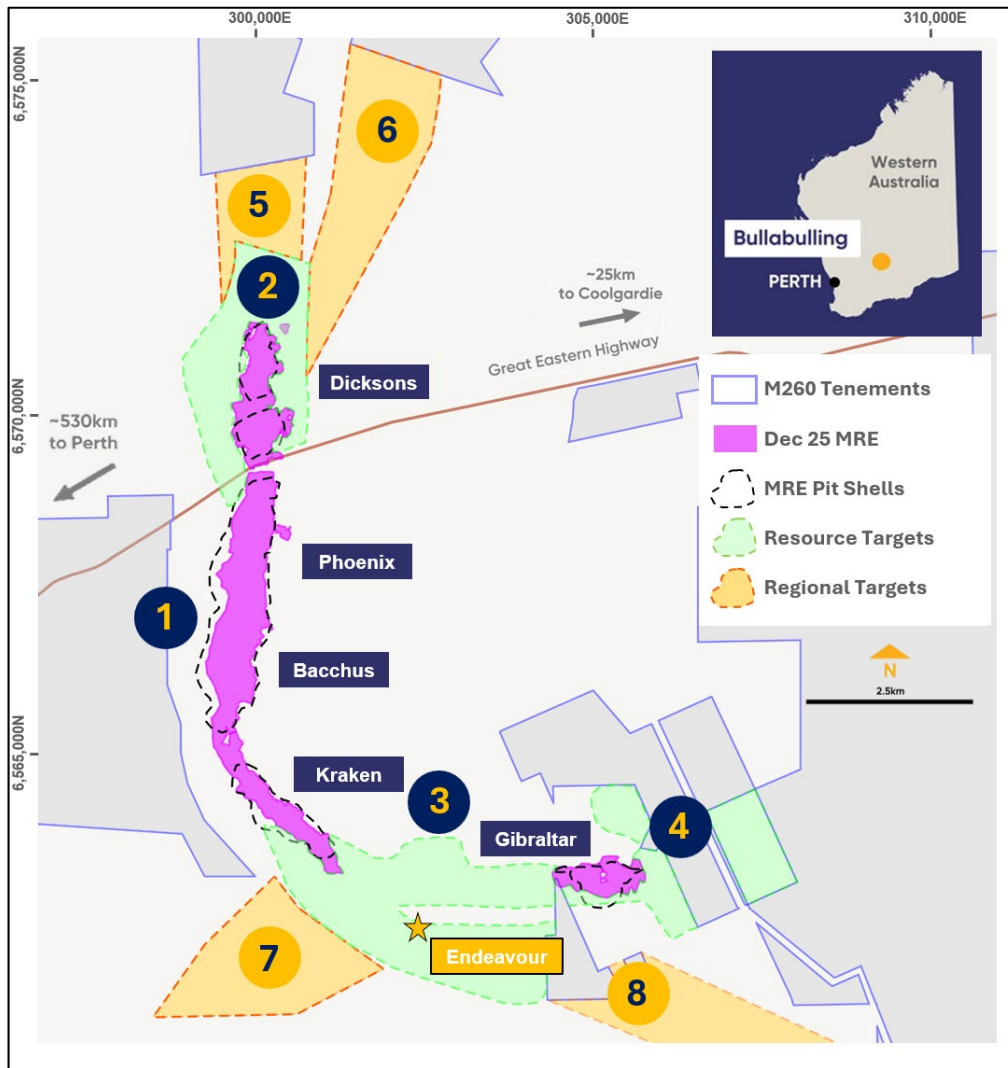 300,000E
305,000E
310,000E
6,575,000N
6,570,000N
6,565,000N
6
5
2
Western
Australia
Bullabulling
PERTH
~25km
to Coolgardie
Great Eastern Highway
Dicksons
~530km
to Perth
M260 Tenements
Dec 25 MRE
MRE Pit Shells
Resource Targets
Regional Targets
Phoenix
1
Bacchus
N
2.5km
Kraken
3
Gibraltar
4
Endeavour
7
8